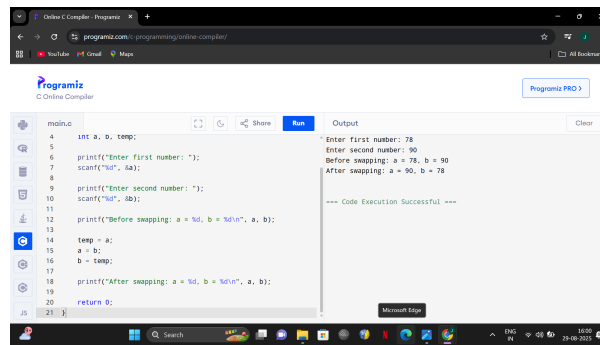 Online C Compiler - Programiz
programiz.com/c-programming/online-compiler/
YouTube Gmail Maps
All Bookmar
Programiz
C Online Compiler
Programiz PRO >
main.c Share Run Output Clear
4 int a, b, temp;
5
6 printf("Enter first number: ");
7 scanf("%d", &a);
8
9 printf("Enter second number: ");
10 scanf("%d", &b);
11
12 printf("Before swapping: a = %d, b = %d\n", a, b);
13
14 temp = a;
15 a = b;
16 b = temp;
17
18 printf("After swapping: a = %d, b = %d\n", a, b);
19
20 return 0;
21 }
Enter first number: 78
Enter second number: 90
Before swapping: a = 78, b = 90
After swapping: a = 90, b = 78
=== Code Execution Successful ===
JS
Microsoft Edge
Search
ENG
IN
16:00
29-08-2025